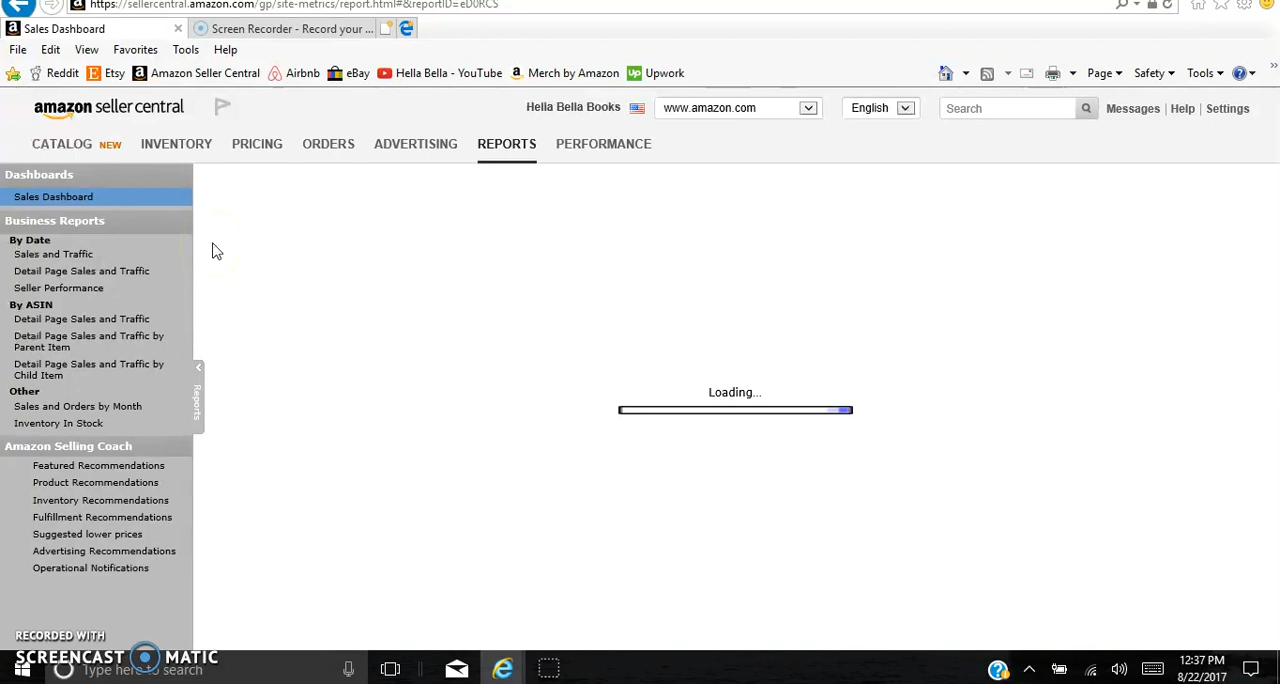 https://sellercentral.amazon.com/gp/site-metrics/report.html#&reportID=eD0RCS
Sales Dashboard
Screen Recorder - Record your ...
File Edit View Favorites Tools Help
Reddit Etsy Amazon Seller Central Airbnb eBay Hella Bella - YouTube Merch by Amazon Upwork
Page Safety Tools
amazon seller central
Hella Bella Books www.amazon.com English Search Messages | Help | Settings
CATALOG NEW INVENTORY PRICING ORDERS ADVERTISING REPORTS PERFORMANCE
Dashboards
Sales Dashboard
Business Reports
By Date
Sales and Traffic
Detail Page Sales and Traffic
Seller Performance
By ASIN
Detail Page Sales and Traffic
Detail Page Sales and Traffic by
Parent Item
Detail Page Sales and Traffic by
Child Item
Other
Sales and Orders by Month
Inventory In Stock
Reports
Loading...
Amazon Selling Coach
Featured Recommendations
Product Recommendations
Inventory Recommendations
Fulfillment Recommendations
Suggested lower prices
Advertising Recommendations
Operational Notifications
RECORDED WITH
SCREENCAST MATIC
Type here to search
12:37 PM
8/22/2017